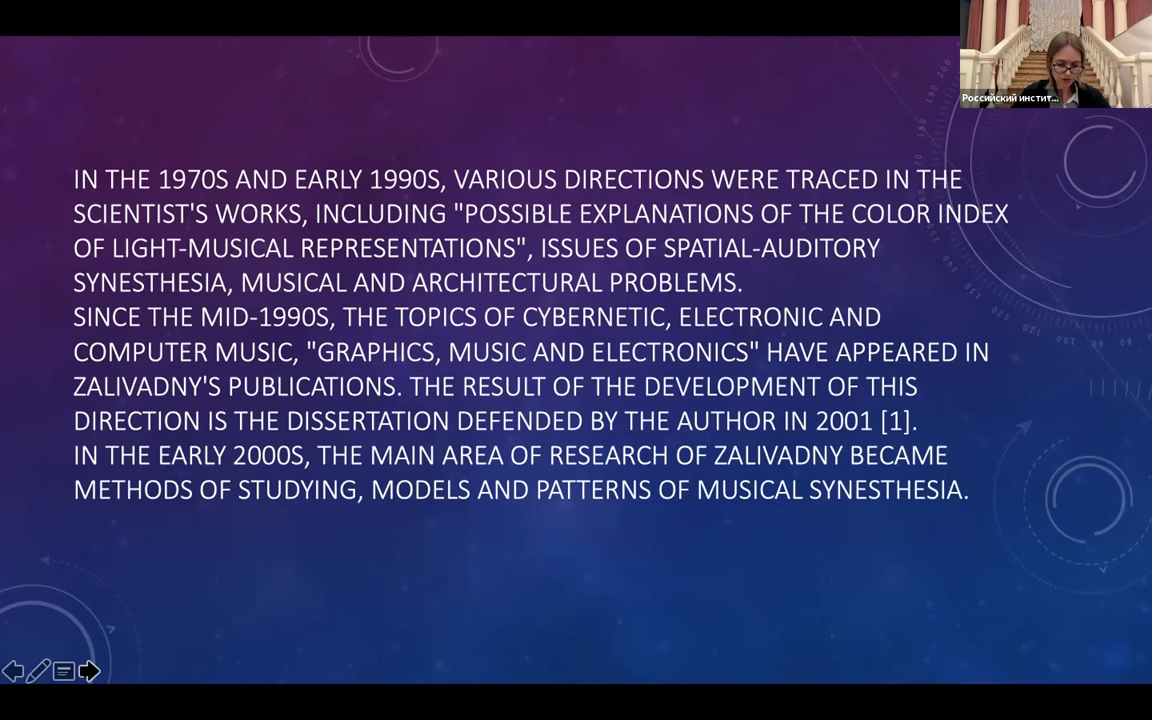 Российский инстит...
IN THE 1970S AND EARLY 1990S, VARIOUS DIRECTIONS WERE TRACED IN THE
SCIENTIST'S WORKS, INCLUDING "POSSIBLE EXPLANATIONS OF THE COLOR INDEX
OF LIGHT-MUSICAL REPRESENTATIONS", ISSUES OF SPATIAL-AUDITORY
SYNESTHESIA, MUSICAL AND ARCHITECTURAL PROBLEMS.
SINCE THE MID-1990S, THE TOPICS OF CYBERNETIC, ELECTRONIC AND
COMPUTER MUSIC, "GRAPHICS, MUSIC AND ELECTRONICS" HAVE APPEARED IN
ZALIVADNY'S PUBLICATIONS. THE RESULT OF THE DEVELOPMENT OF THIS
DIRECTION IS THE DISSERTATION DEFENDED BY THE AUTHOR IN 2001 [1].
IN THE EARLY 2000S, THE MAIN AREA OF RESEARCH OF ZALIVADNY BECAME
METHODS OF STUDYING, MODELS AND PATTERNS OF MUSICAL SYNESTHESIA.